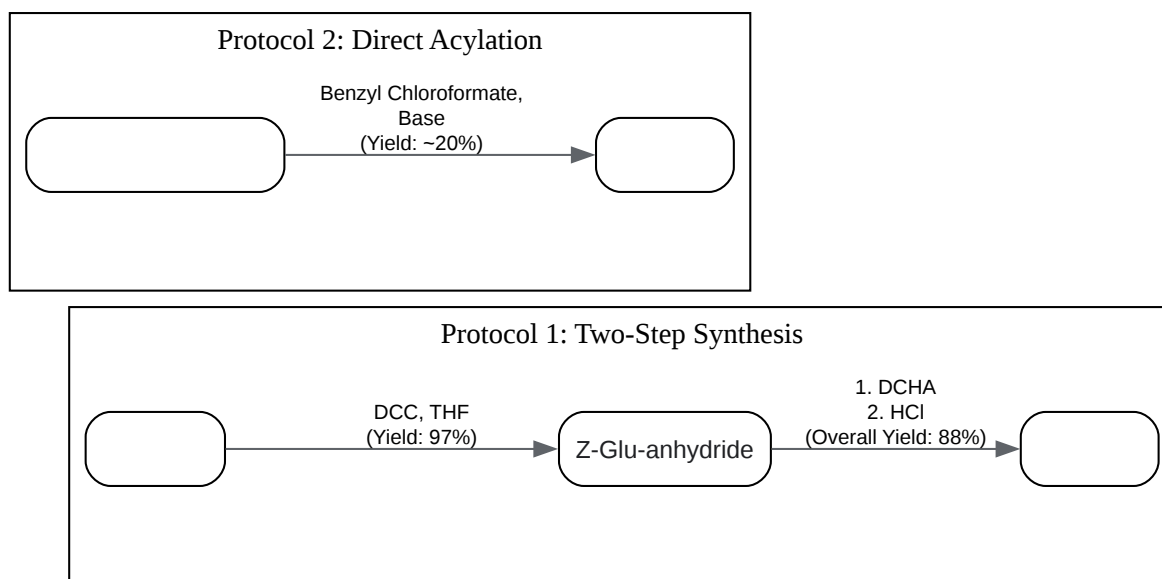 Protocol 2: Direct Acylation
Benzyl Chloroformate,
Base
(Yield: ~20%)
Protocol 1: Two-Step Synthesis
DCC, THF
(Yield: 97%)
Z-Glu-anhydride
1. DCHA
2. HCl
(Overall Yield: 88%)